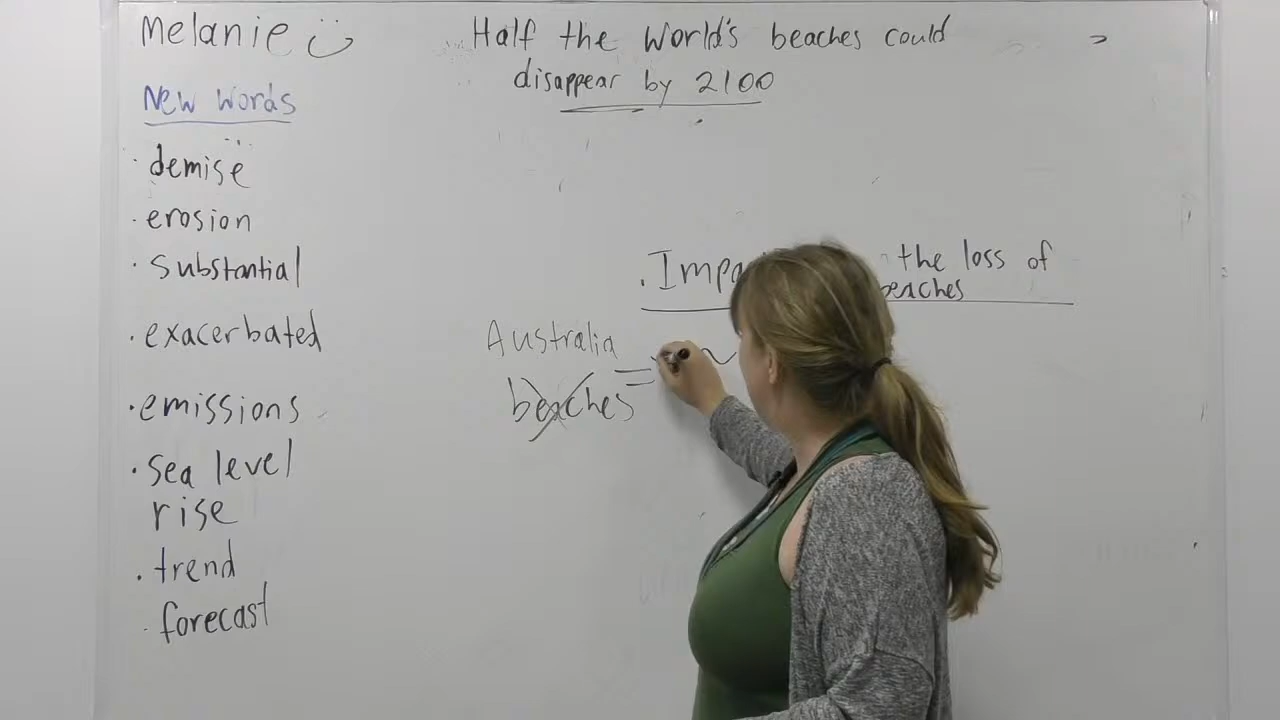 Melanie
Half the World's beaches could
disappear by 2100
New Words
· demise
· erosion
· Substantial
· exacerbated
· emissions
· sea level
rise
· trend
· forecast
. the loss of
beaches
Australia
beaches =